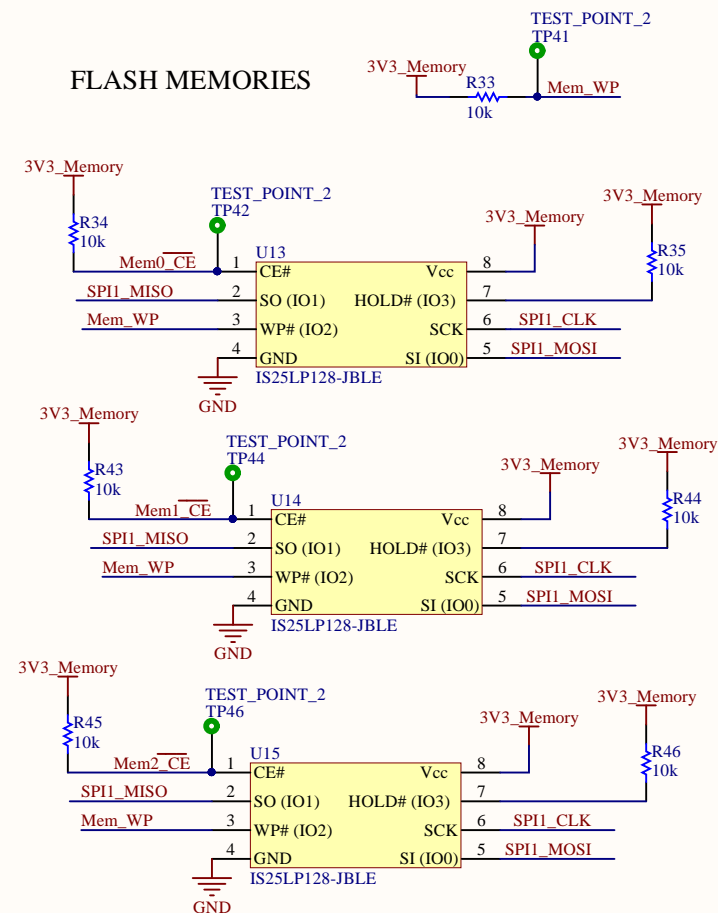 TEST_POINT_2
TP41
FLASH MEMORIES
3V3_Memory
R33
10k
Mem_WP
3V3_Memory
R34
10k
TEST_POINT_2
TP42
3V3_Memory
3V3_Memory
R35
10k
U13
Mem0_CE 1 CE# Vcc 8
SPI1_MISO 2 SO (IO1) HOLD# (IO3) 7
Mem_WP 3 WP# (IO2) SCK 6 SPI1_CLK
4 GND SI (IO0) 5 SPI1_MOSI
IS25LP128-JBLE
GND
3V3_Memory
R43
10k
TEST_POINT_2
TP44
3V3_Memory
3V3_Memory
R44
10k
U14
Mem1_CE 1 CE# Vcc 8
SPI1_MISO 2 SO (IO1) HOLD# (IO3) 7
Mem_WP 3 WP# (IO2) SCK 6 SPI1_CLK
4 GND SI (IO0) 5 SPI1_MOSI
IS25LP128-JBLE
GND
3V3_Memory
R45
10k
TEST_POINT_2
TP46
3V3_Memory
3V3_Memory
R46
10k
U15
Mem2_CE 1 CE# Vcc 8
SPI1_MISO 2 SO (IO1) HOLD# (IO3) 7
Mem_WP 3 WP# (IO2) SCK 6 SPI1_CLK
4 GND SI (IO0) 5 SPI1_MOSI
IS25LP128-JBLE
GND